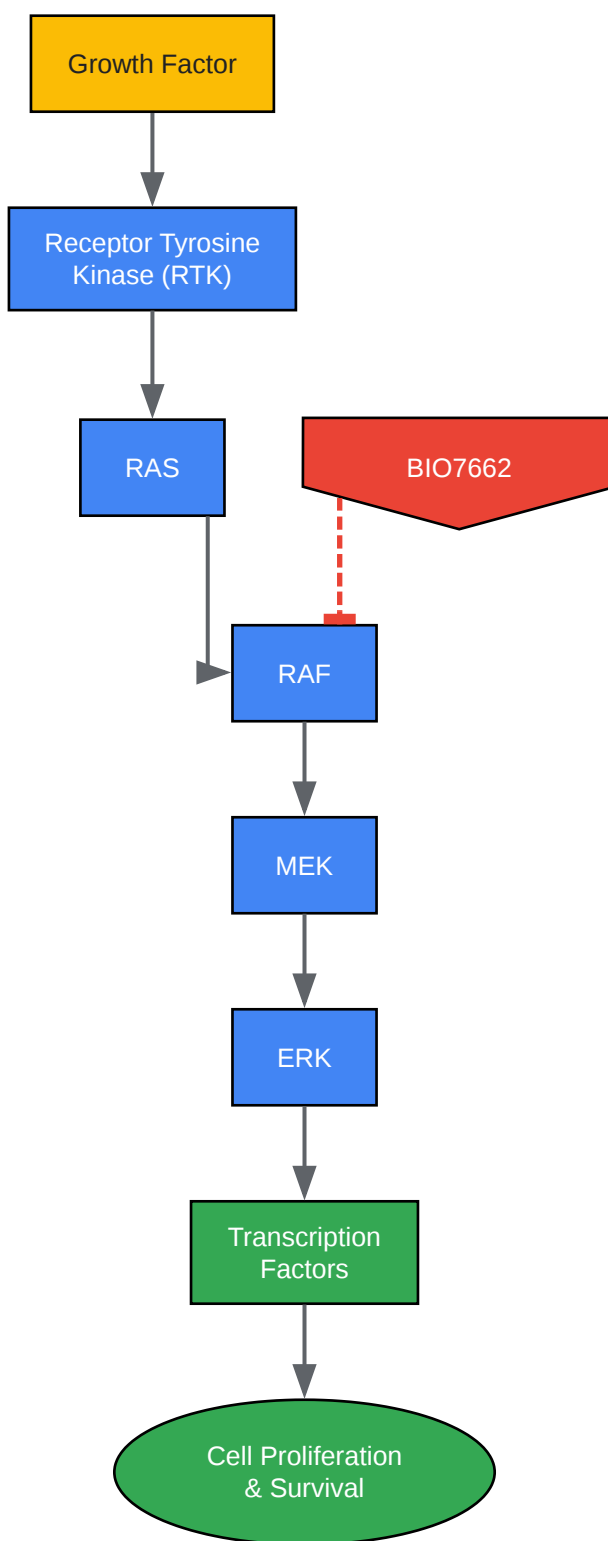 Growth Factor
Receptor Tyrosine
Kinase (RTK)
RAS
BIO7662
RAF
MEK
ERK
Transcription
Factors
Cell Proliferation
& Survival